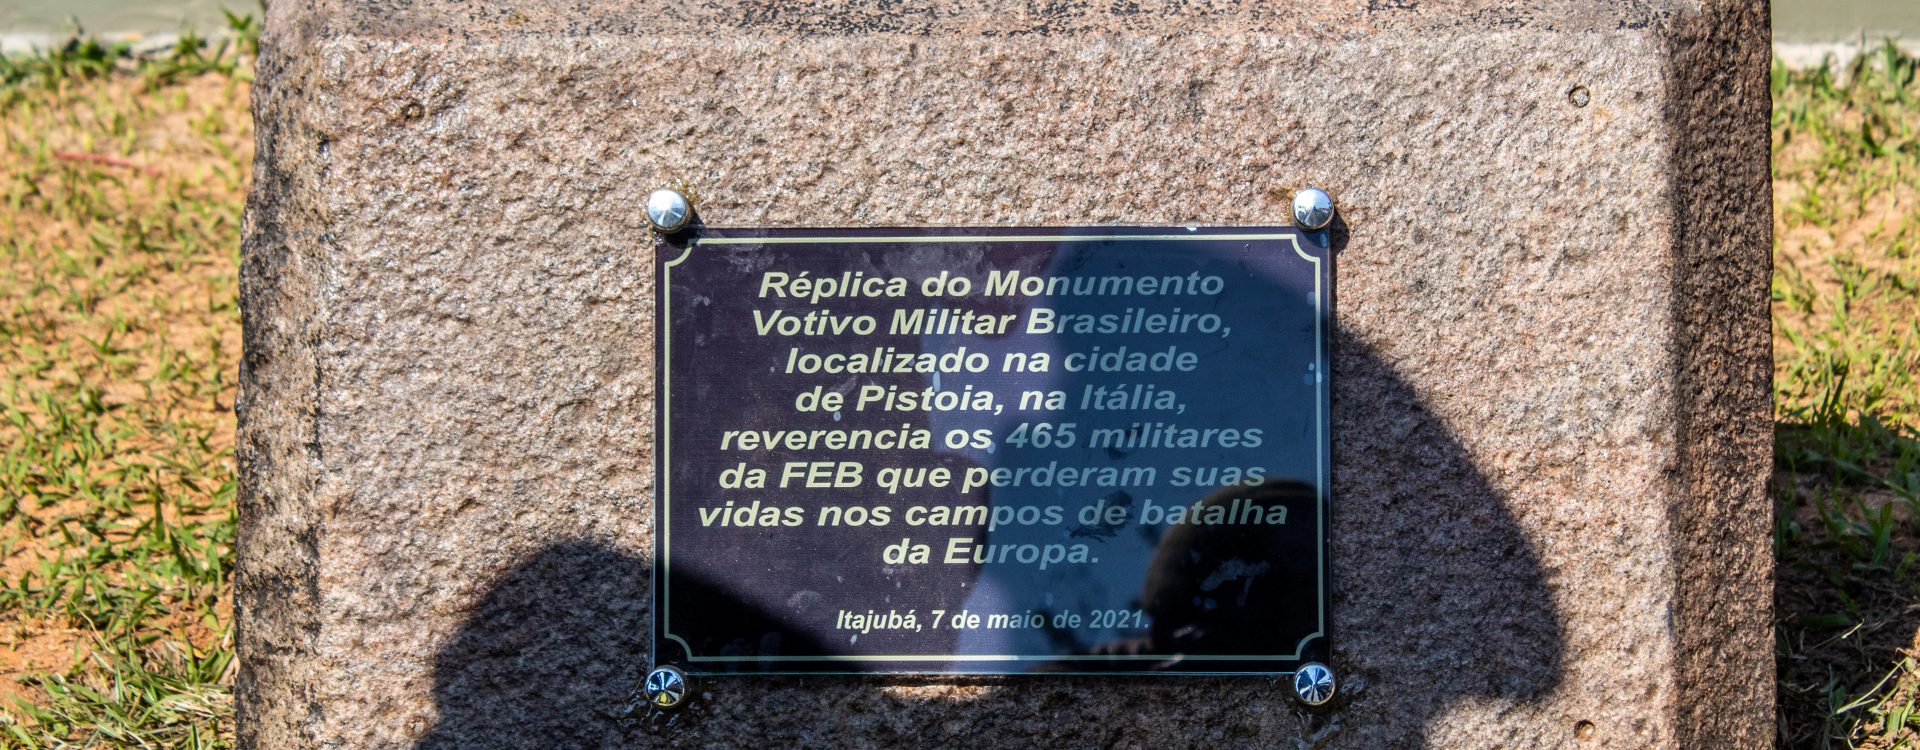 Réplica do Monumento
Votivo Militar Brasileiro,
localizado na cidade
de Pistoia, na Itália,
reverencia os 465 militares
da FEB que perderam suas
vidas nos campos de batalha
da Europa.
Itajubá, 7 de maio de 2021.